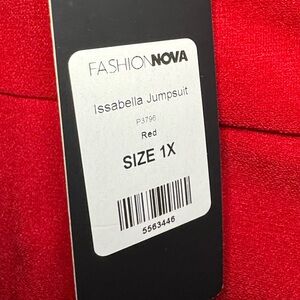 FASHIONNOVA
Issabella Jumpsuit
P3796
Red
SIZE 1X
5563446